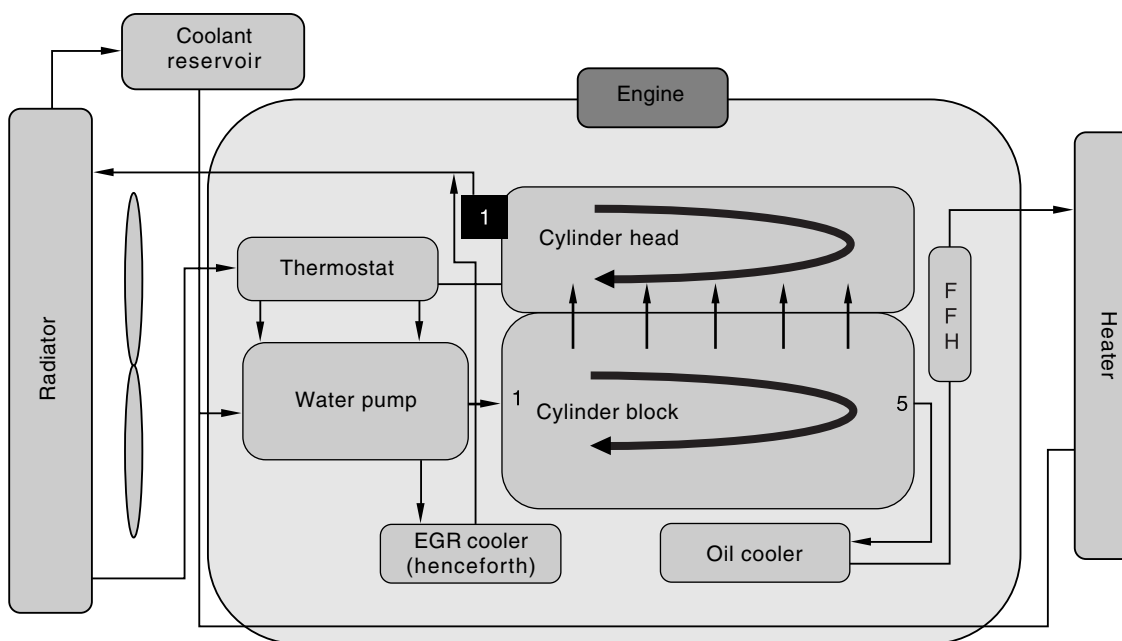 Coolant
reservoir
Engine
1
Cylinder head
Thermostat
F
F
H
Radiator
Heater
Water pump
1
Cylinder block
5
EGR cooler
(henceforth)
Oil cooler